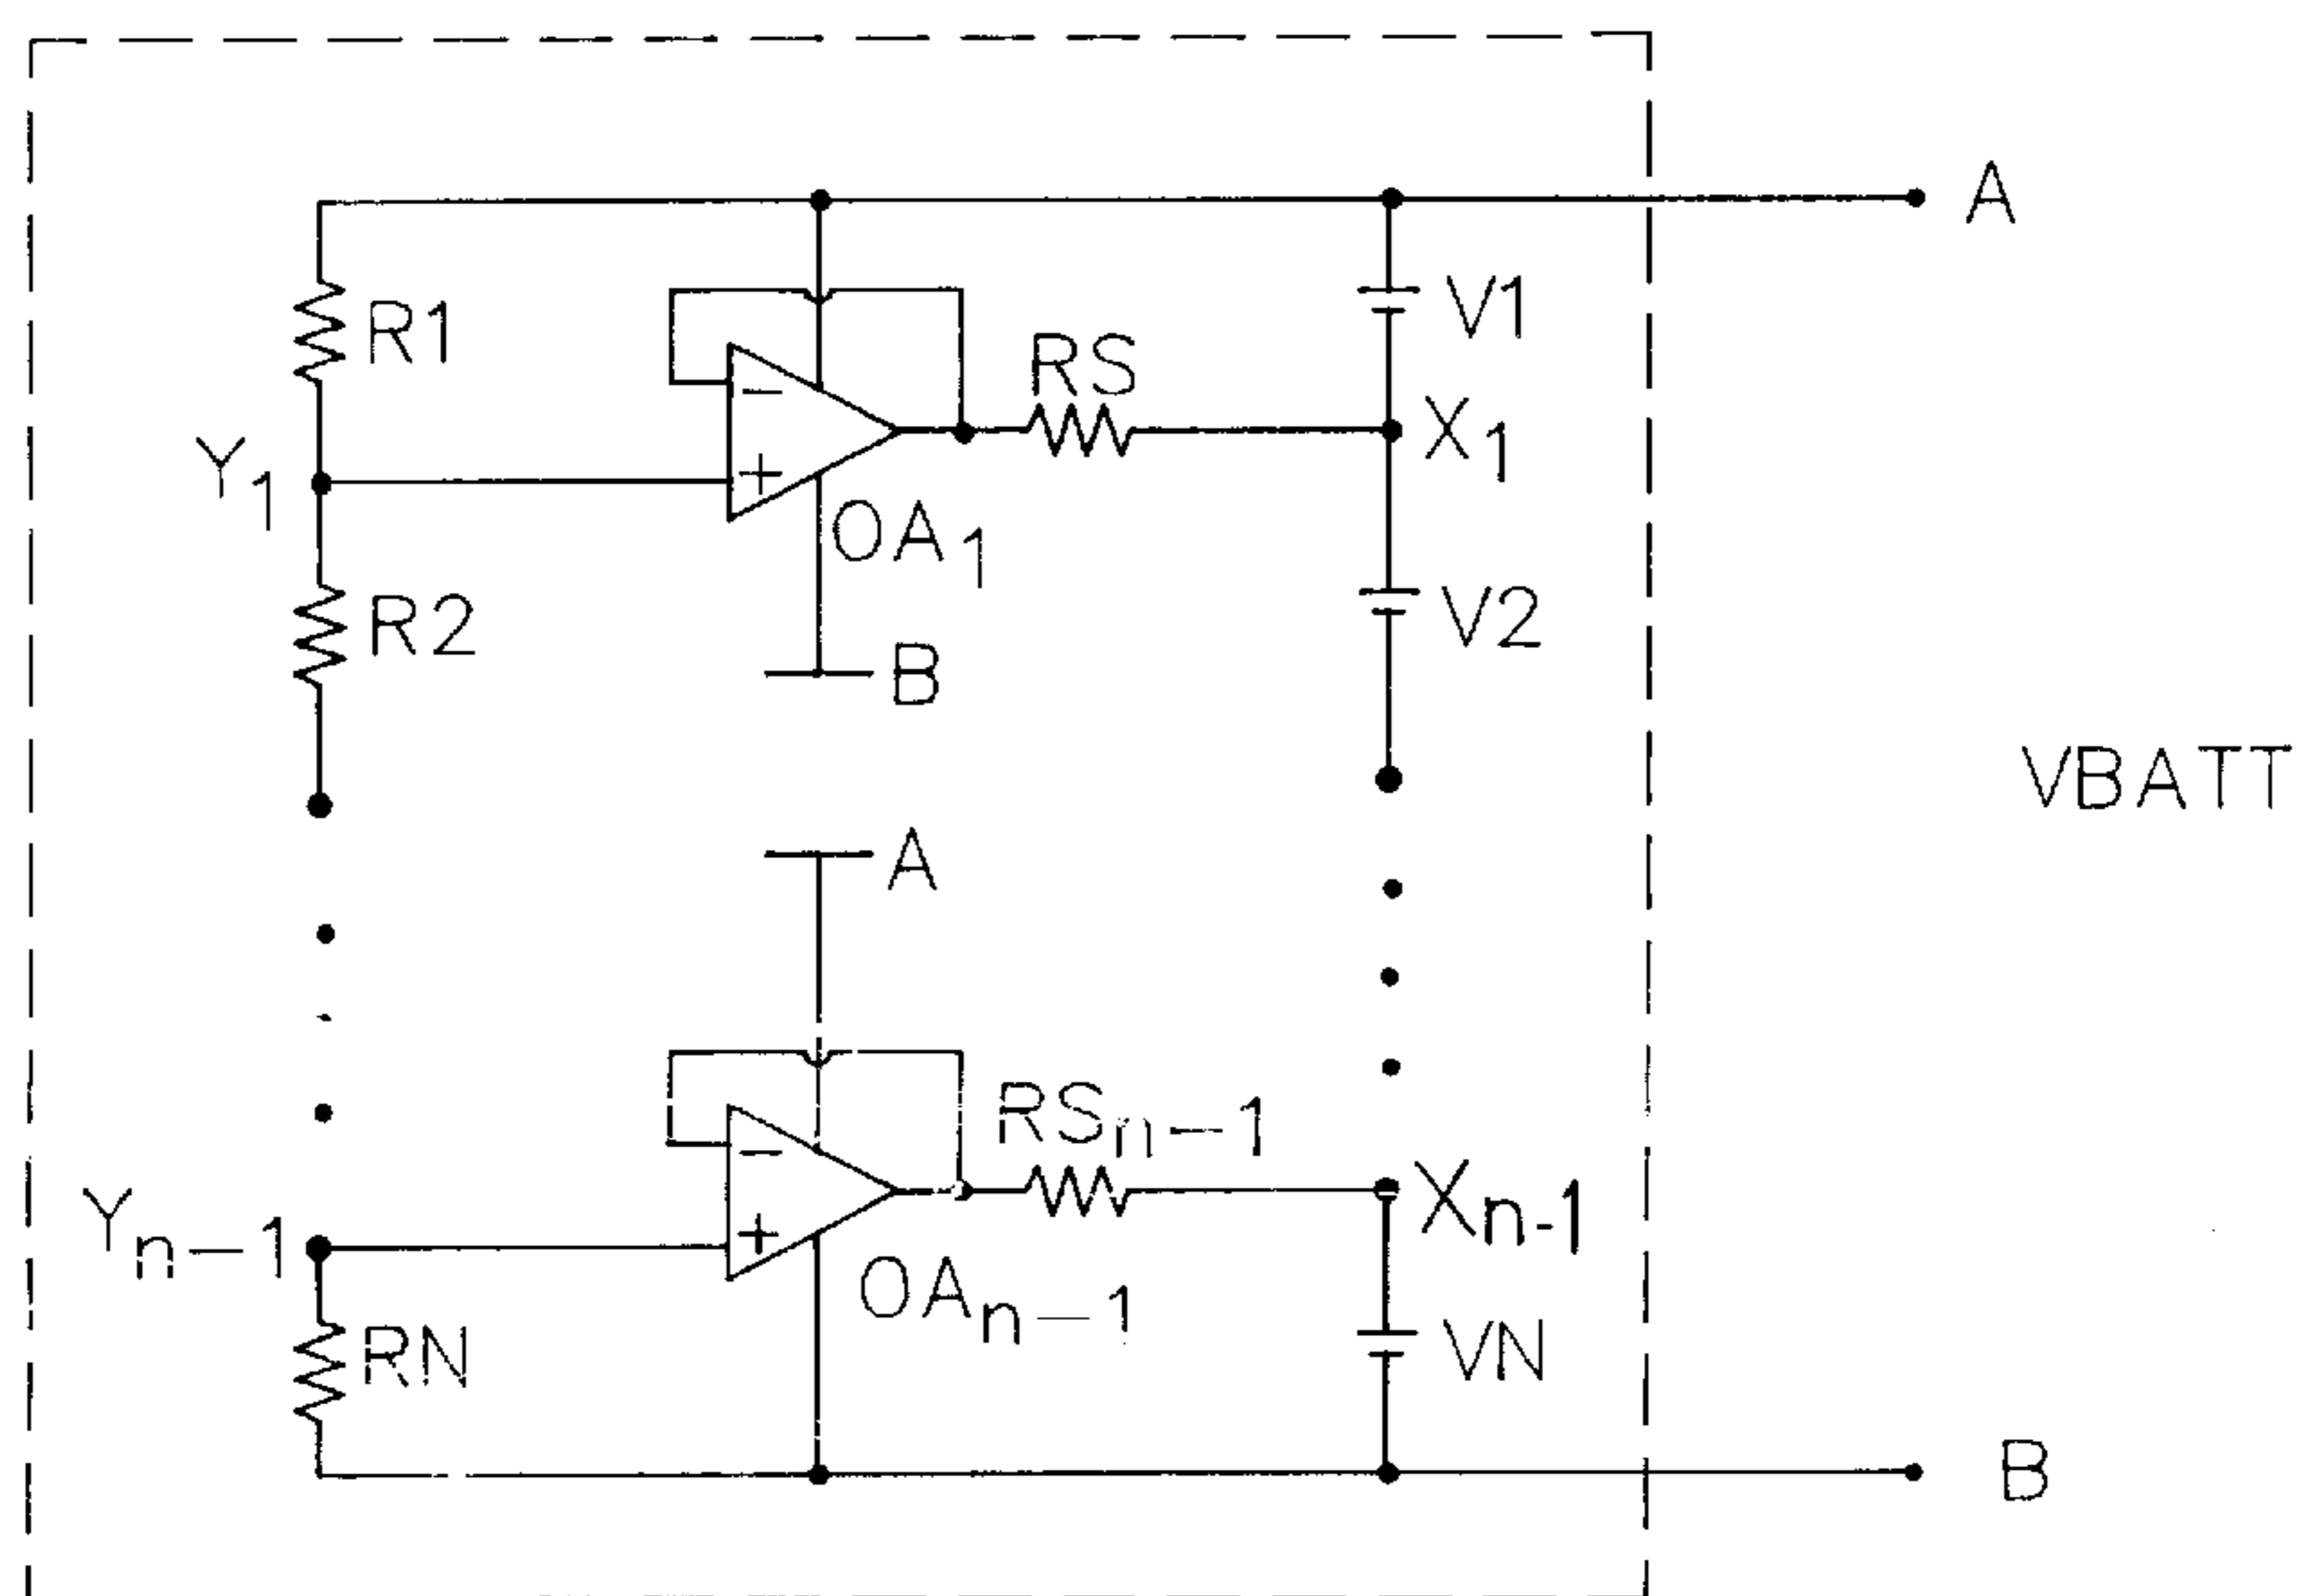 A
R1
V1
RS
X1
−
Y1
+
OA1
R2
V2
B
VBATT
A
RSn−1
−
Yn−1
Xn-1
+
OAn−1
RN
VN
B